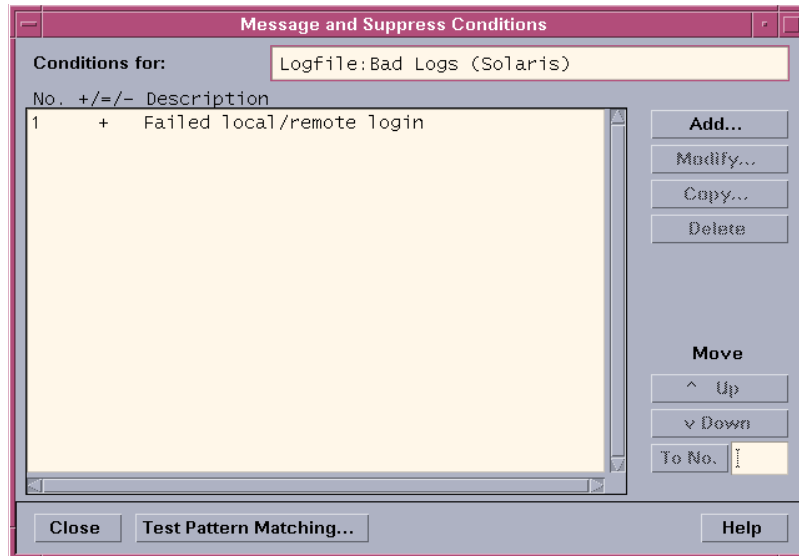 Message and Suppress Conditions
Conditions for: Logfile:Bad Logs (Solaris)
No. +/=/- Description
1 + Failed local/remote login
Add...
Modify...
Copy...
Delete
Move
^ Up
v Down
To No.
Close Test Pattern Matching... Help